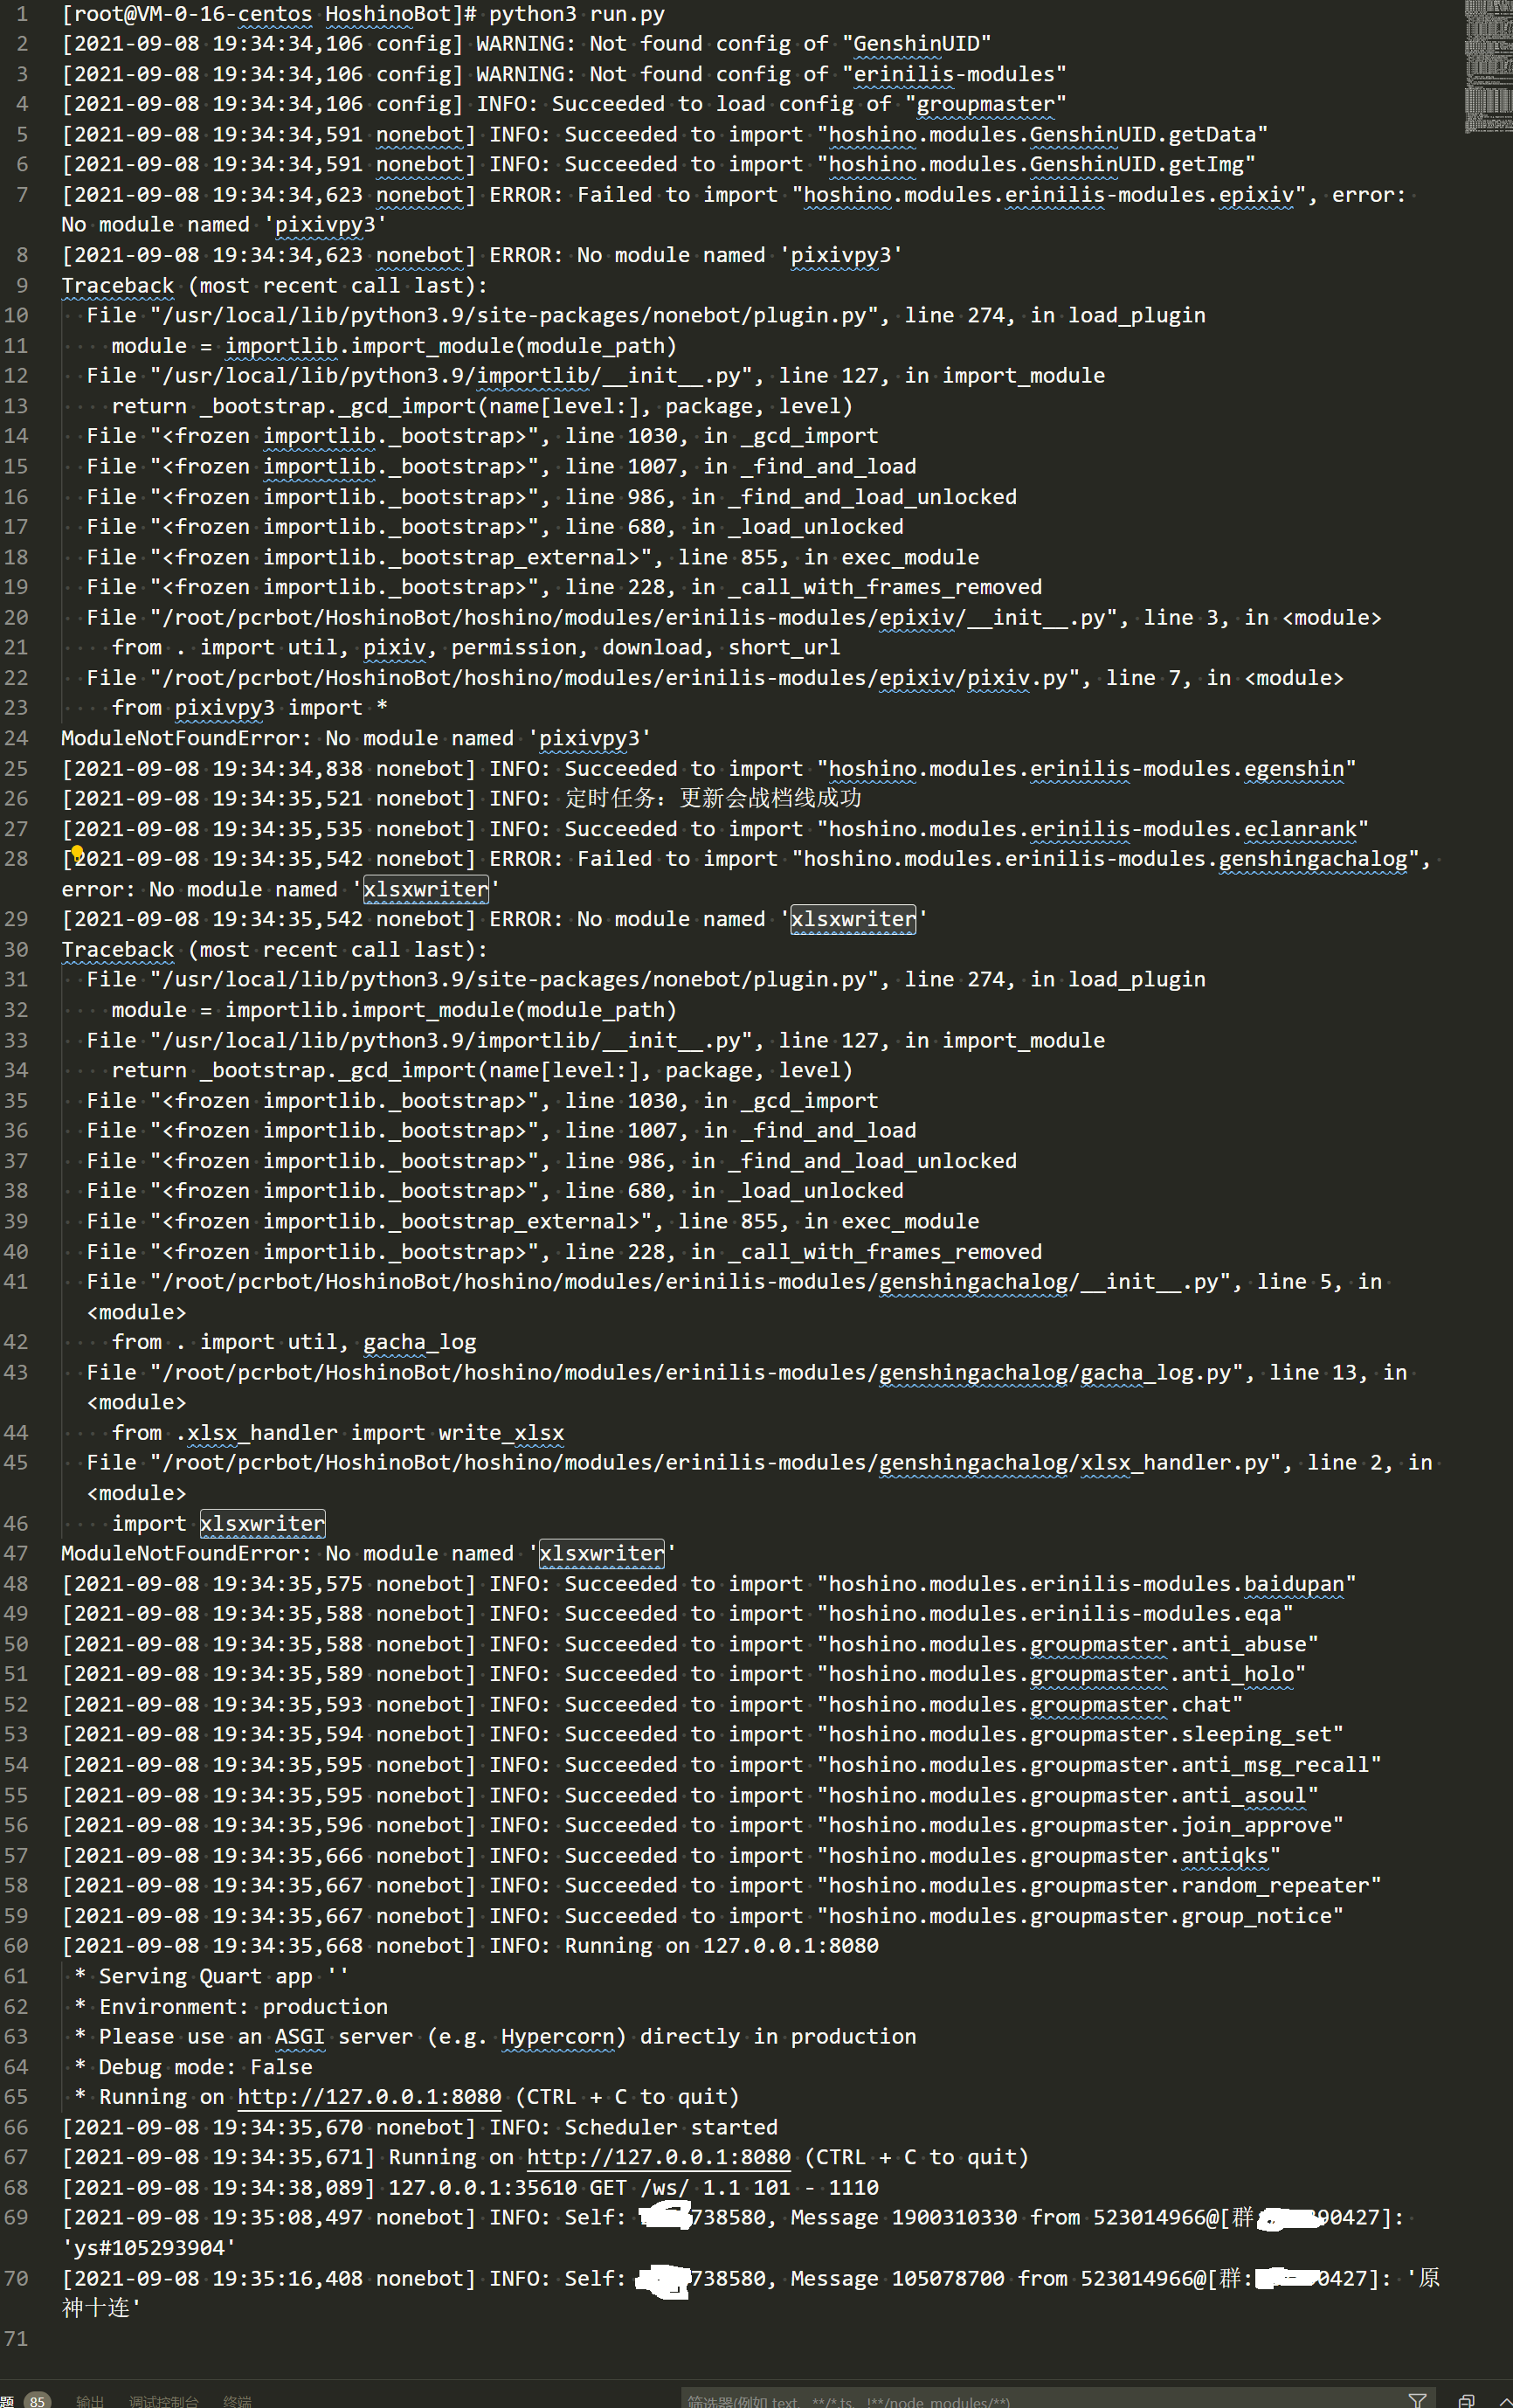 1 [root@VM-0-16-centos HoshinoBot]# python3 run.py
2 [2021-09-08 19:34:34,106 config] WARNING: Not found config of "GenshinUID"
3 [2021-09-08 19:34:34,106 config] WARNING: Not found config of "erinilis-modules"
4 [2021-09-08 19:34:34,106 config] INFO: Succeeded to load config of "groupmaster"
5 [2021-09-08 19:34:34,591 nonebot] INFO: Succeeded to import "hoshino.modules.GenshinUID.getData"
6 [2021-09-08 19:34:34,591 nonebot] INFO: Succeeded to import "hoshino.modules.GenshinUID.getImg"
7 [2021-09-08 19:34:34,623 nonebot] ERROR: Failed to import "hoshino.modules.erinilis-modules.epixiv", error:
No module named 'pixivpy3'
8 [2021-09-08 19:34:34,623 nonebot] ERROR: No module named 'pixivpy3'
9 Traceback (most recent call last):
10 File "/usr/local/lib/python3.9/site-packages/nonebot/plugin.py", line 274, in load_plugin
11 module = importlib.import_module(module_path)
12 File "/usr/local/lib/python3.9/importlib/__init__.py", line 127, in import_module
13 return _bootstrap._gcd_import(name[level:], package, level)
14 File "<frozen importlib._bootstrap>", line 1030, in _gcd_import
15 File "<frozen importlib._bootstrap>", line 1007, in _find_and_load
16 File "<frozen importlib._bootstrap>", line 986, in _find_and_load_unlocked
17 File "<frozen importlib._bootstrap>", line 680, in _load_unlocked
18 File "<frozen importlib._bootstrap_external>", line 855, in exec_module
19 File "<frozen importlib._bootstrap>", line 228, in _call_with_frames_removed
20 File "/root/pcrbot/HoshinoBot/hoshino/modules/erinilis-modules/epixiv/__init__.py", line 3, in <module>
21 from . import util, pixiv, permission, download, short_url
22 File "/root/pcrbot/HoshinoBot/hoshino/modules/erinilis-modules/epixiv/pixiv.py", line 7, in <module>
23 from pixivpy3 import *
24 ModuleNotFoundError: No module named 'pixivpy3'
25 [2021-09-08 19:34:34,838 nonebot] INFO: Succeeded to import "hoshino.modules.erinilis-modules.egenshin"
26 [2021-09-08 19:34:35,521 nonebot] INFO: 定时任务：更新会战档线成功
27 [2021-09-08 19:34:35,535 nonebot] INFO: Succeeded to import "hoshino.modules.erinilis-modules.eclanrank"
28 [2021-09-08 19:34:35,542 nonebot] ERROR: Failed to import "hoshino.modules.erinilis-modules.genshingachalog",
error: No module named 'xlsxwriter'
29 [2021-09-08 19:34:35,542 nonebot] ERROR: No module named 'xlsxwriter'
30 Traceback (most recent call last):
31 File "/usr/local/lib/python3.9/site-packages/nonebot/plugin.py", line 274, in load_plugin
32 module = importlib.import_module(module_path)
33 File "/usr/local/lib/python3.9/importlib/__init__.py", line 127, in import_module
34 return _bootstrap._gcd_import(name[level:], package, level)
35 File "<frozen importlib._bootstrap>", line 1030, in _gcd_import
36 File "<frozen importlib._bootstrap>", line 1007, in _find_and_load
37 File "<frozen importlib._bootstrap>", line 986, in _find_and_load_unlocked
38 File "<frozen importlib._bootstrap>", line 680, in _load_unlocked
39 File "<frozen importlib._bootstrap_external>", line 855, in exec_module
40 File "<frozen importlib._bootstrap>", line 228, in _call_with_frames_removed
41 File "/root/pcrbot/HoshinoBot/hoshino/modules/erinilis-modules/genshingachalog/__init__.py", line 5, in
<module>
42 from . import util, gacha_log
43 File "/root/pcrbot/HoshinoBot/hoshino/modules/erinilis-modules/genshingachalog/gacha_log.py", line 13, in
<module>
44 from .xlsx_handler import write_xlsx
45 File "/root/pcrbot/HoshinoBot/hoshino/modules/erinilis-modules/genshingachalog/xlsx_handler.py", line 2, in
<module>
46 import xlsxwriter
47 ModuleNotFoundError: No module named 'xlsxwriter'
48 [2021-09-08 19:34:35,575 nonebot] INFO: Succeeded to import "hoshino.modules.erinilis-modules.baidupan"
49 [2021-09-08 19:34:35,588 nonebot] INFO: Succeeded to import "hoshino.modules.erinilis-modules.eqa"
50 [2021-09-08 19:34:35,588 nonebot] INFO: Succeeded to import "hoshino.modules.groupmaster.anti_abuse"
51 [2021-09-08 19:34:35,589 nonebot] INFO: Succeeded to import "hoshino.modules.groupmaster.anti_holo"
52 [2021-09-08 19:34:35,593 nonebot] INFO: Succeeded to import "hoshino.modules.groupmaster.chat"
53 [2021-09-08 19:34:35,594 nonebot] INFO: Succeeded to import "hoshino.modules.groupmaster.sleeping_set"
54 [2021-09-08 19:34:35,595 nonebot] INFO: Succeeded to import "hoshino.modules.groupmaster.anti_msg_recall"
55 [2021-09-08 19:34:35,595 nonebot] INFO: Succeeded to import "hoshino.modules.groupmaster.anti_asoul"
56 [2021-09-08 19:34:35,596 nonebot] INFO: Succeeded to import "hoshino.modules.groupmaster.join_approve"
57 [2021-09-08 19:34:35,666 nonebot] INFO: Succeeded to import "hoshino.modules.groupmaster.antiqks"
58 [2021-09-08 19:34:35,667 nonebot] INFO: Succeeded to import "hoshino.modules.groupmaster.random_repeater"
59 [2021-09-08 19:34:35,667 nonebot] INFO: Succeeded to import "hoshino.modules.groupmaster.group_notice"
60 [2021-09-08 19:34:35,668 nonebot] INFO: Running on 127.0.0.1:8080
61 * Serving Quart app ''
62 * Environment: production
63 * Please use an ASGI server (e.g. Hypercorn) directly in production
64 * Debug mode: False
65 * Running on http://127.0.0.1:8080 (CTRL + C to quit)
66 [2021-09-08 19:34:35,670 nonebot] INFO: Scheduler started
67 [2021-09-08 19:34:35,671] Running on http://127.0.0.1:8080 (CTRL + C to quit)
68 [2021-09-08 19:34:38,089] 127.0.0.1:35610 GET /ws/ 1.1 101 - 1110
69 [2021-09-08 19:35:08,497 nonebot] INFO: Self: 738580, Message 1900310330 from 523014966@[群 90427]:
'ys#105293904'
70 [2021-09-08 19:35:16,408 nonebot] INFO: Self: 738580, Message 105078700 from 523014966@[群: 0427]: '原
神十连'
71
题 85 输出 调试控制台 终端 筛选器(例如 text、**/*.ts、!**/node_modules/**)